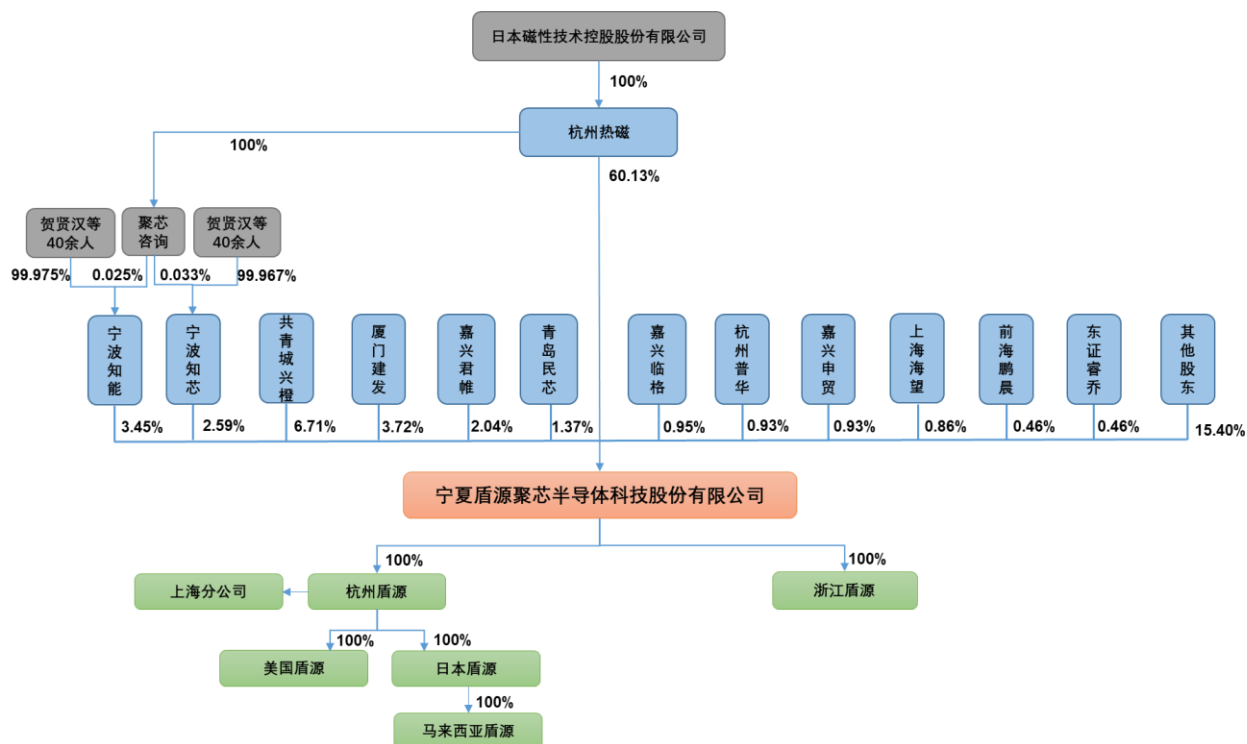 日本磁性技术控股股份有限公司
100%
杭州热磁
100%
60.13%
贺贤汉等
40余人
聚芯
咨询
贺贤汉等
40余人
99.975%
0.025%
0.033%
99.967%
宁波知能
宁波知芯
共青城兴橙
厦门建发
嘉兴君帷
青岛民芯
嘉兴临格
杭州普华
嘉兴申贸
上海海望
前海鹏晨
东证睿乔
其他股东
3.45%
2.59%
6.71%
3.72%
2.04%
1.37%
0.95%
0.93%
0.93%
0.86%
0.46%
0.46%
15.40%
宁夏盾源聚芯半导体科技股份有限公司
100%
100%
上海分公司
杭州盾源
浙江盾源
100%
100%
美国盾源
日本盾源
100%
马来西亚盾源